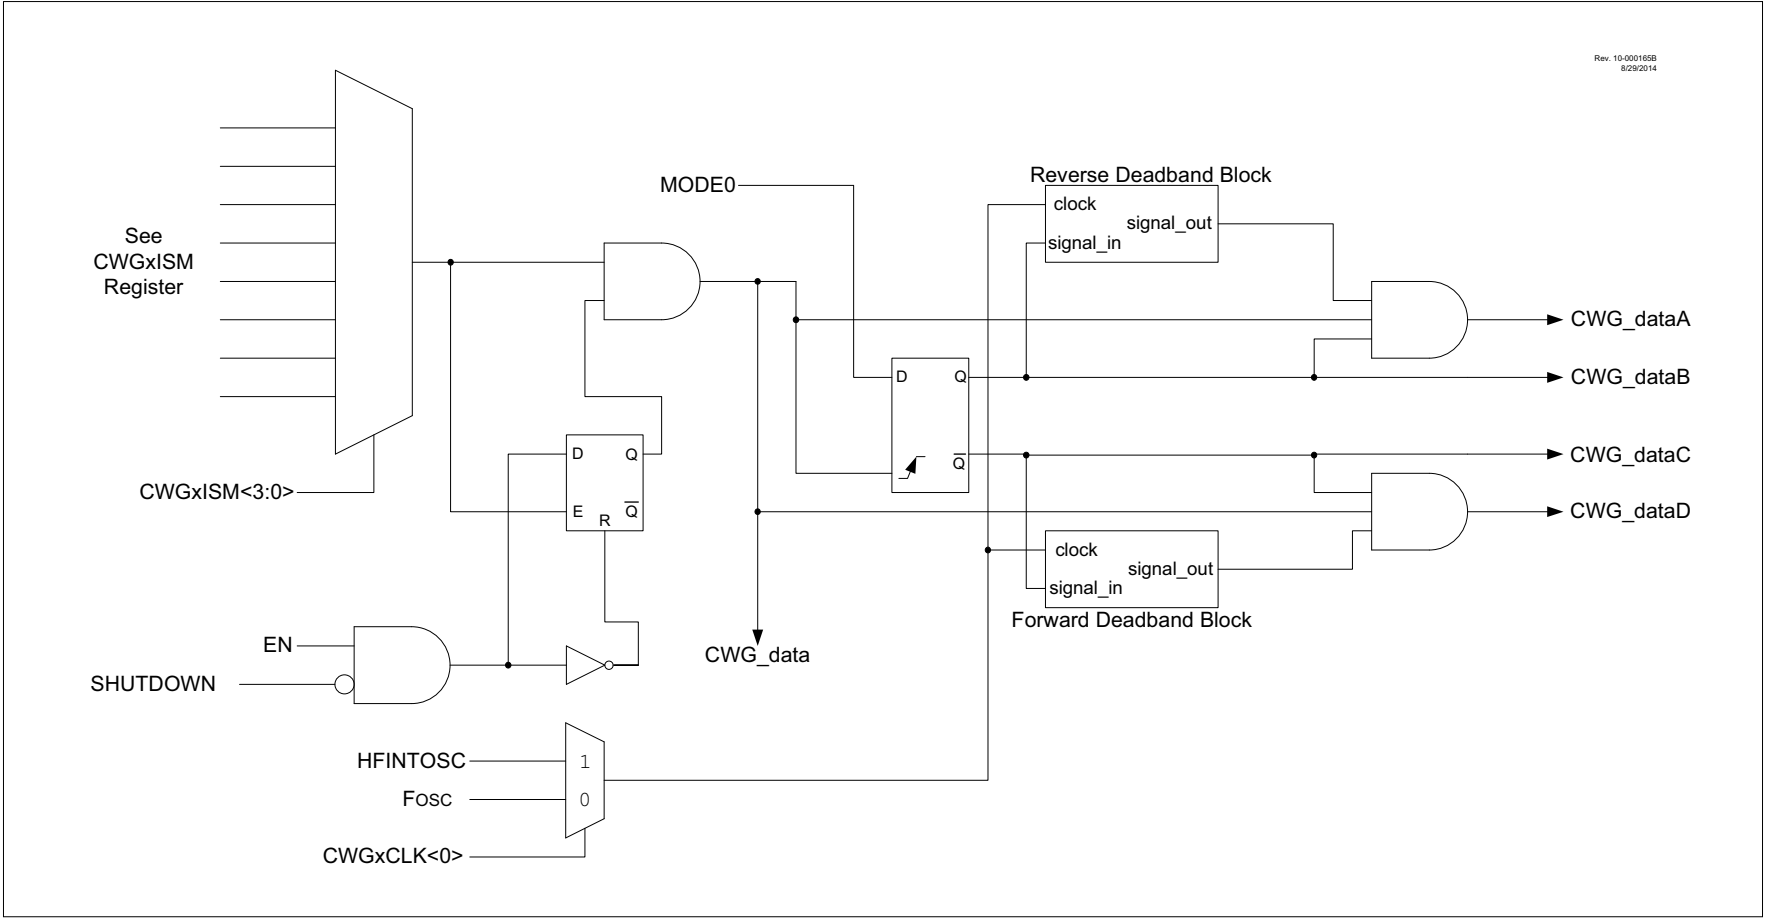 Rev. 10-000165B
8/29/2014
See
CWGxISM
Register
CWGxISM<3:0>
MODE0
Reverse Deadband Block
clock
signal_out
signal_in
CWG_dataA
D
Q
CWG_dataB
Q
CWG_dataC
D
Q
E
R
Q
CWG_dataD
clock
signal_out
signal_in
Forward Deadband Block
EN
SHUTDOWN
CWG_data
HFINTOSC
1
FOSC
0
CWGxCLK<0>